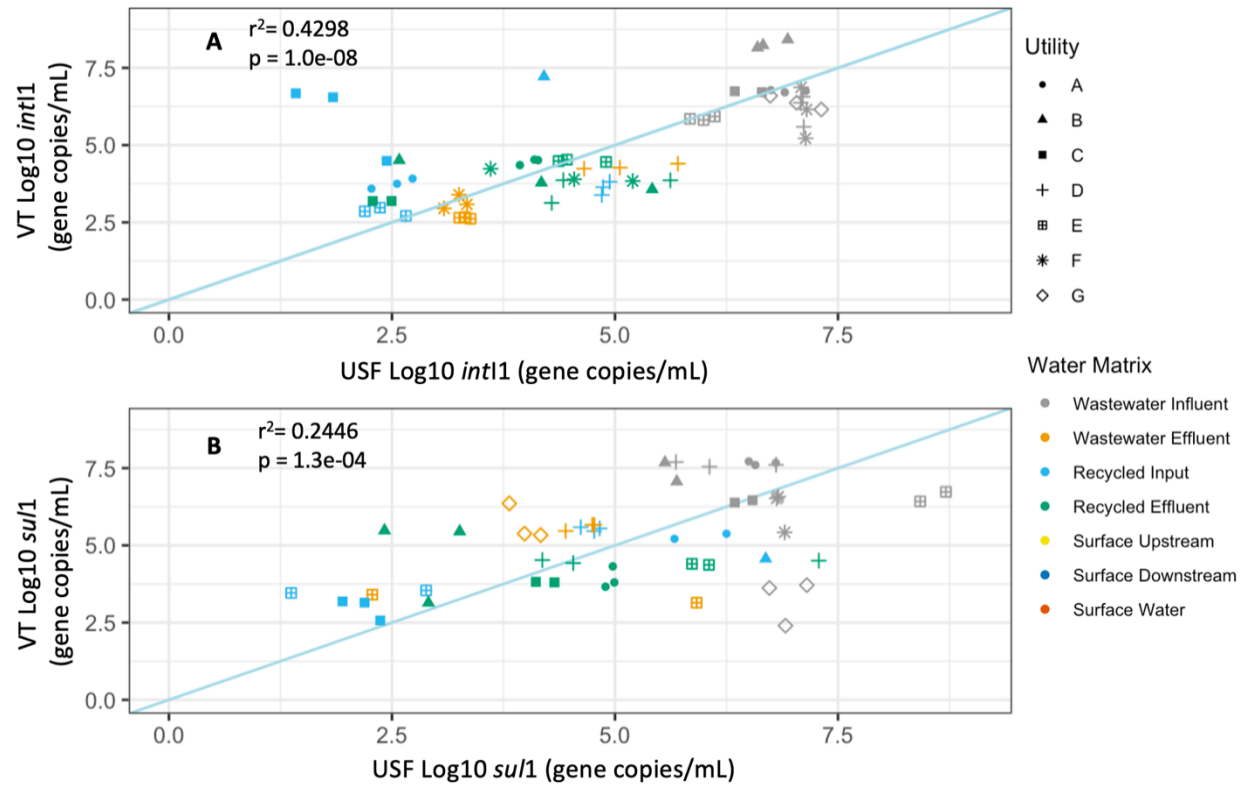 A
r²= 0.4298
p = 1.0e-08
7.5
5.0
2.5
0.0
VT Log10 intI1
(gene copies/mL)
0.0 2.5 5.0 7.5
USF Log10 intI1 (gene copies/mL)
Utility
A
B
C
D
E
F
G
Water Matrix
Wastewater Influent
Wastewater Effluent
Recycled Input
Recycled Effluent
Surface Upstream
Surface Downstream
Surface Water
B
r²= 0.2446
p = 1.3e-04
7.5
5.0
2.5
0.0
VT Log10 sul1
(gene copies/mL)
0.0 2.5 5.0 7.5
USF Log10 sul1 (gene copies/mL)